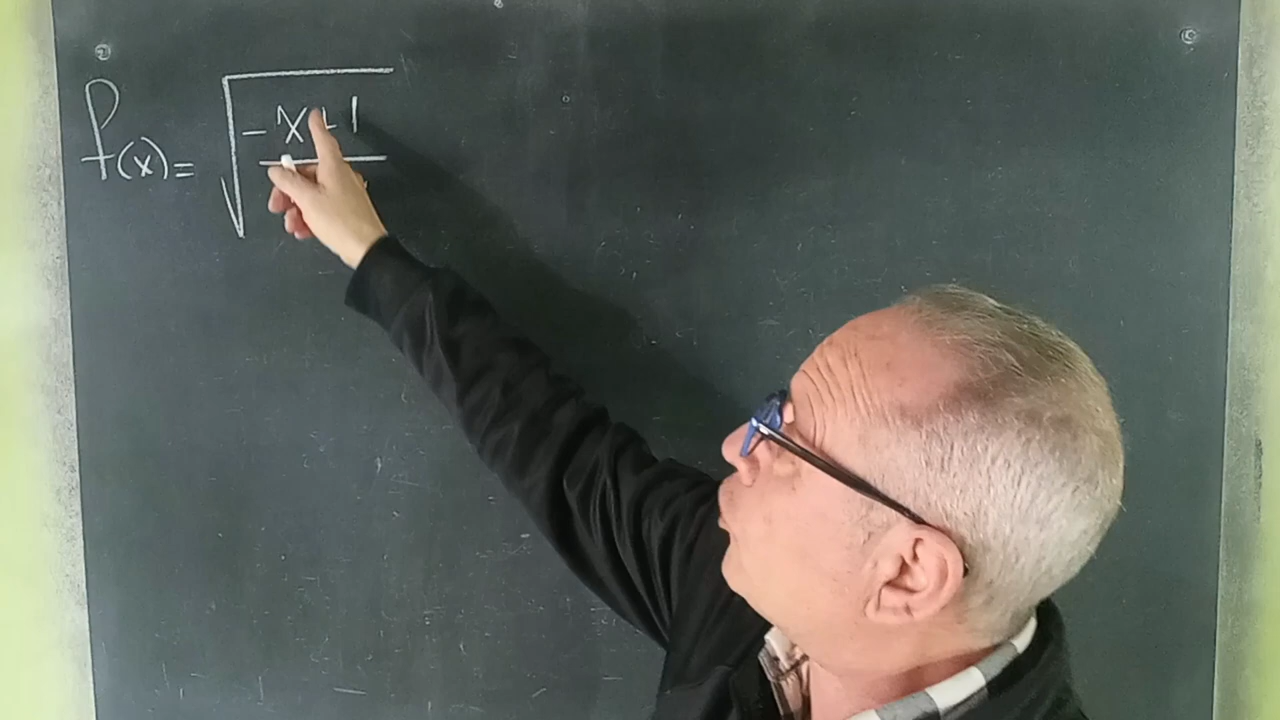 f(x) = √(-x+1